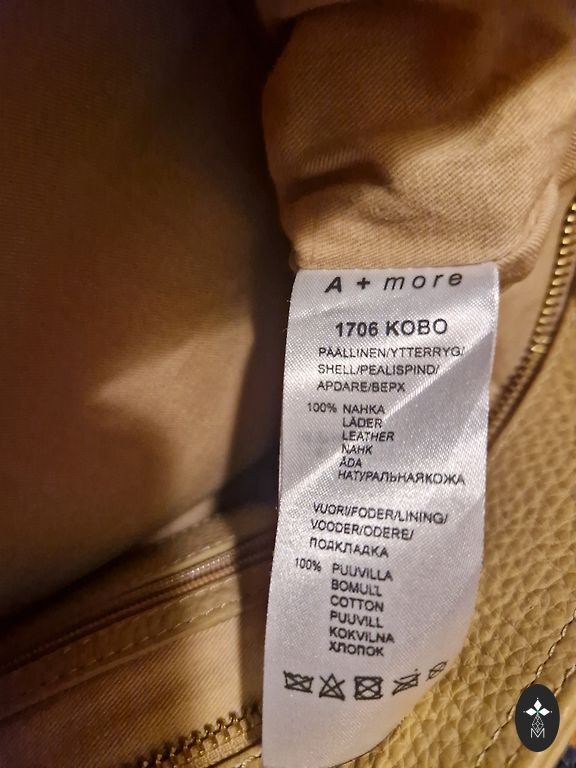 A + more
1706 KOBO
PÄÄLLINEN/YTTERRYG/
SHELL/PEALISPIND/
APDARE/ВЕРХ
100% NAHKA
LÄDER
LEATHER
NAHK
ĀDA
НАТУРАЛЬНАЯКОЖА
VUORI/FODER/LINING/
VOODER/ODERE/
ПОДКЛАДКА
100% PUUVILLA
BOMULL
COTTON
PUUVILL
KOKVILNA
ХЛОПОК
M